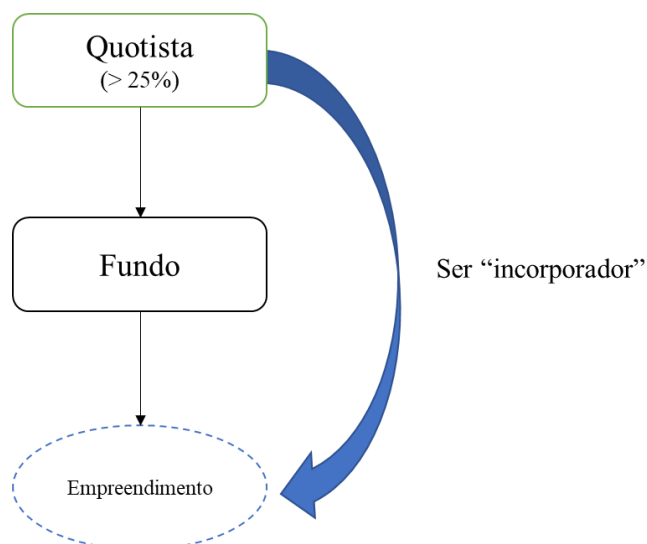 Quotista
(> 25%)
Fundo
Ser “incorporador”
Empreendimento